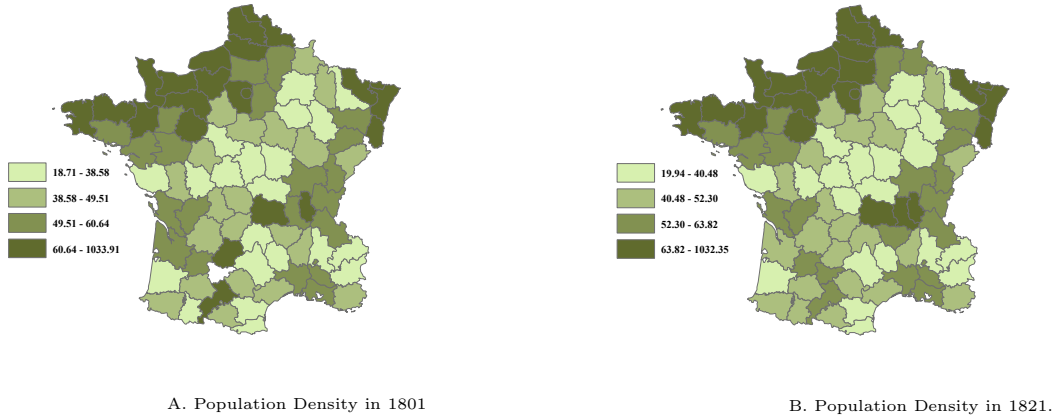 18.71 - 38.58
38.58 - 49.51
49.51 - 60.64
60.64 - 1033.91
A. Population Density in 1801
19.94 - 40.48
40.48 - 52.30
52.30 - 63.82
63.82 - 1032.35
B. Population Density in 1821.